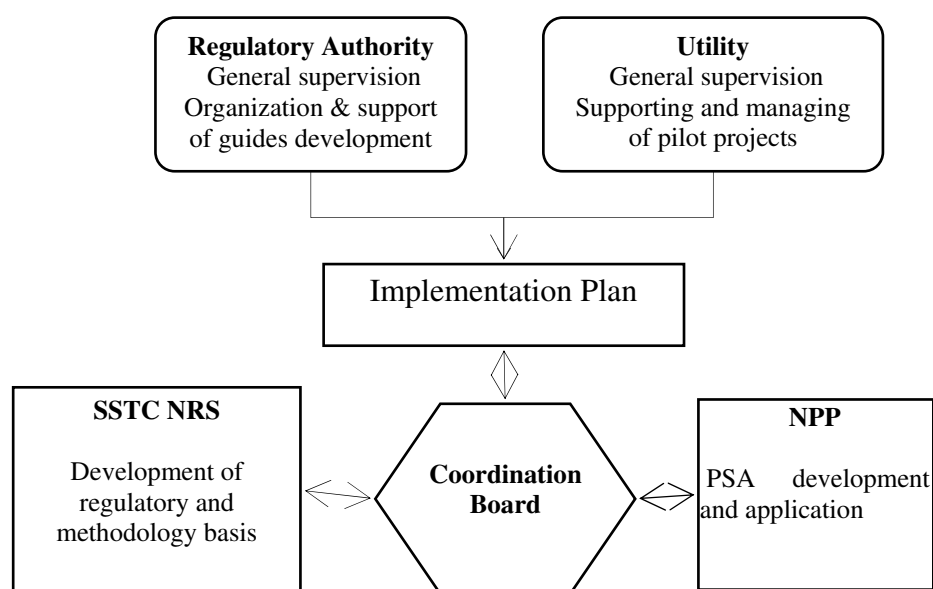 Regulatory Authority
General supervision
Organization & support
of guides development
Utility
General supervision
Supporting and managing
of pilot projects
Implementation Plan
SSTC NRS
Development of
regulatory and
methodology basis
Coordination
Board
NPP
PSA development
and application